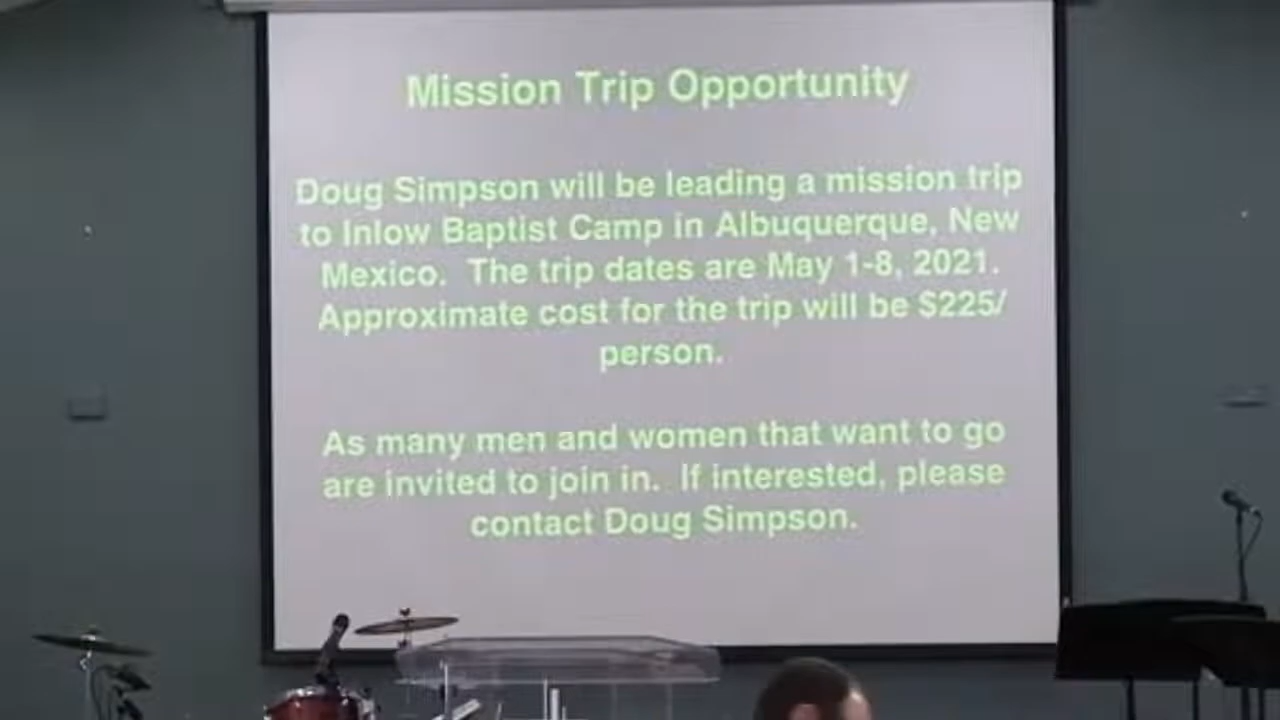 Mission Trip Opportunity
Doug Simpson will be leading a mission trip
to Inlow Baptist Camp in Albuquerque, New
Mexico. The trip dates are May 1-8, 2021.
Approximate cost for the trip will be $225/
person.
As many men and women that want to go
are invited to join in. If interested, please
contact Doug Simpson.